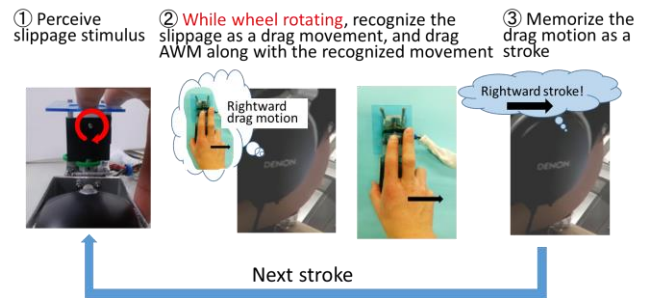 ① Perceive
slippage stimulus
② While wheel rotating, recognize the
slippage as a drag movement, and drag
AWM along with the recognized movement
③ Memorize the
drag motion as a
stroke
Rightward
drag motion
DENON
Rightward stroke!
DENON
Next stroke